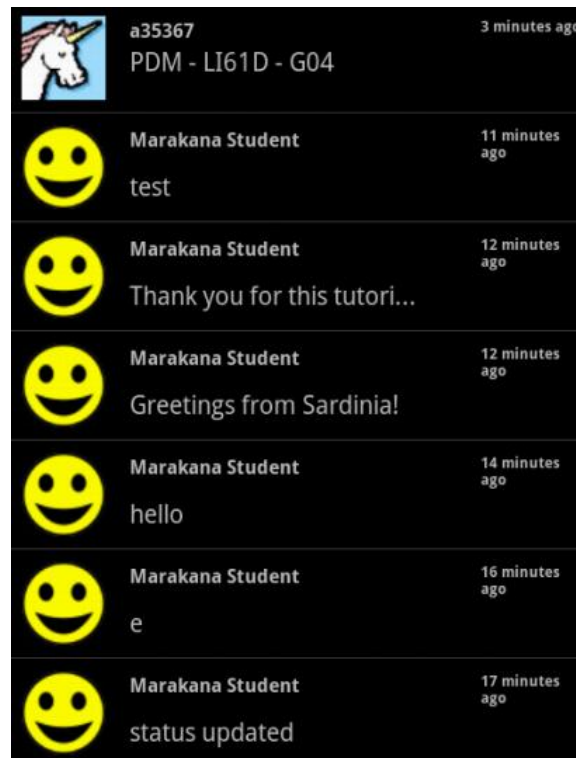 a35367
3 minutes ago
PDM - LI61D - G04
Marakana Student
11 minutes
ago
test
Marakana Student
12 minutes
ago
Thank you for this tutori...
Marakana Student
12 minutes
ago
Greetings from Sardinia!
Marakana Student
14 minutes
ago
hello
Marakana Student
16 minutes
ago
e
Marakana Student
17 minutes
ago
status updated